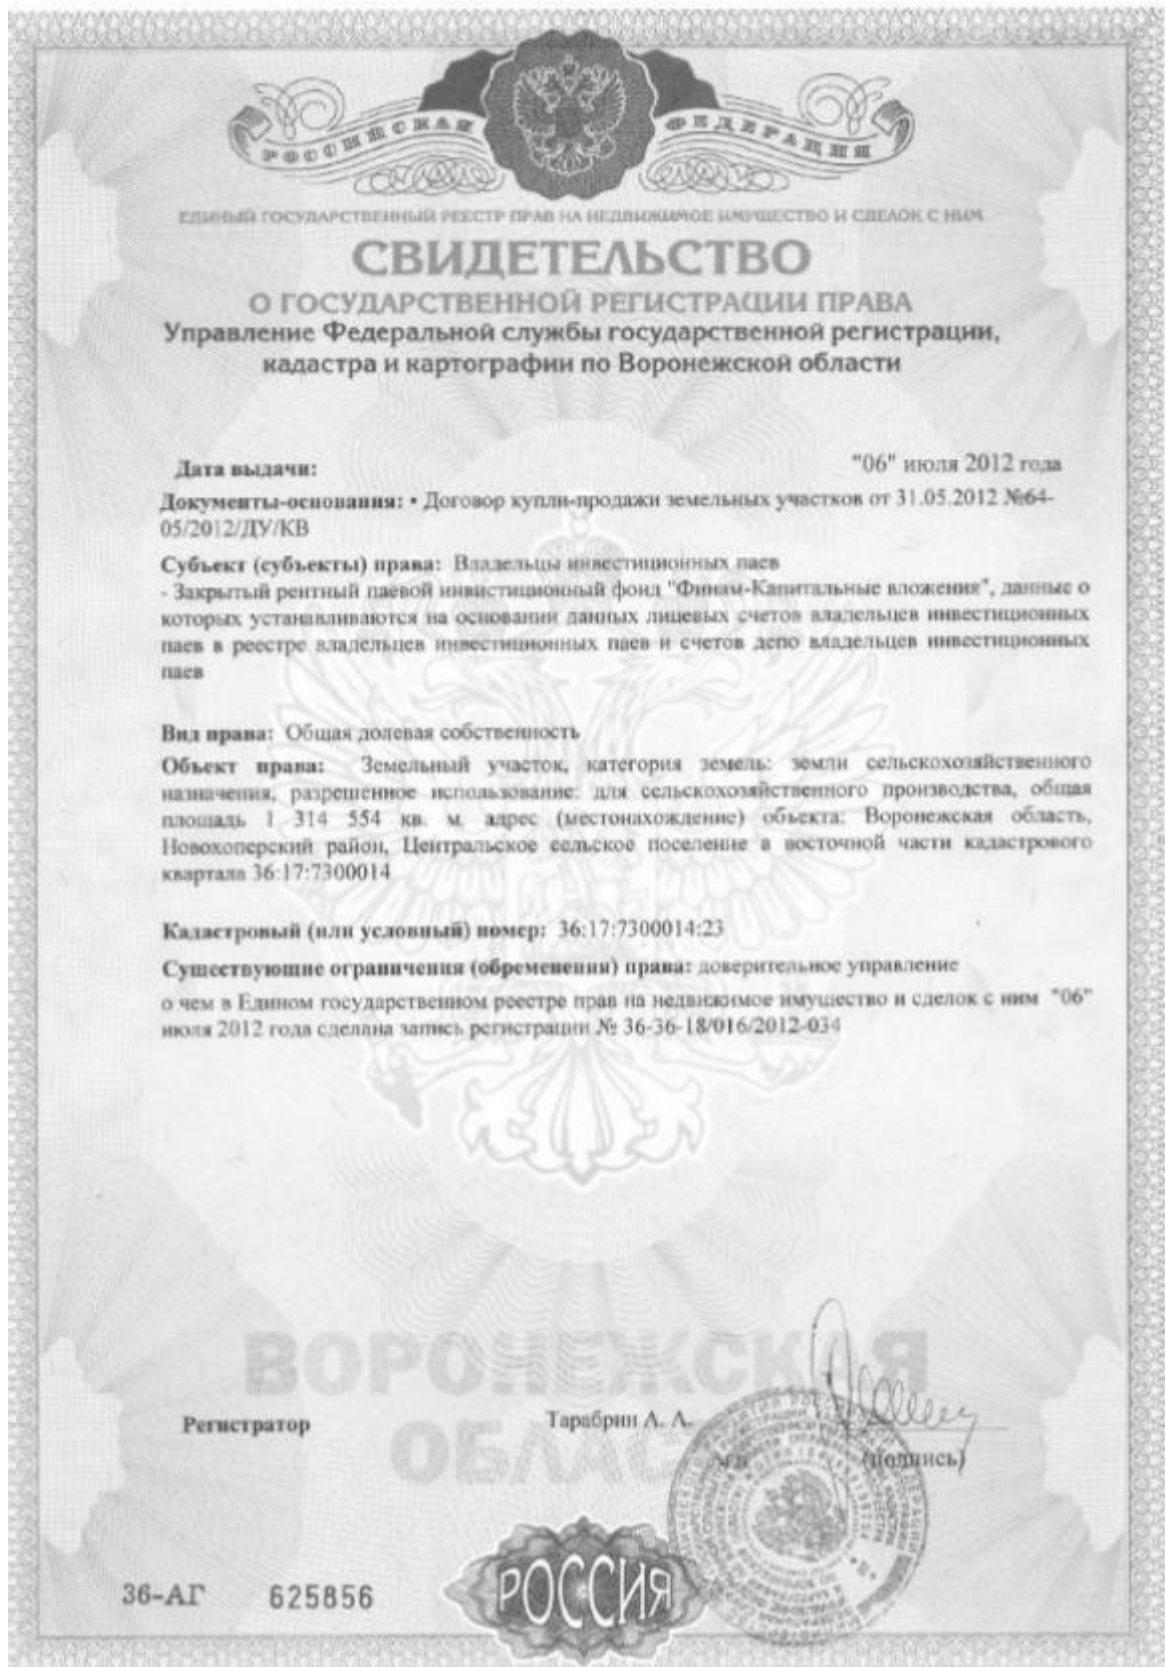 РОССИЙСКАЯ ФЕДЕРАЦИЯ
ЕДИНЫЙ ГОСУДАРСТВЕННЫЙ РЕЕСТР ПРАВ НА НЕДВИЖИМОЕ ИМУЩЕСТВО И СДЕЛОК С НИМ
СВИДЕТЕЛЬСТВО
О ГОСУДАРСТВЕННОЙ РЕГИСТРАЦИИ ПРАВА
Управление Федеральной службы государственной регистрации,
кадастра и картографии по Воронежской области
Дата выдачи: "06" июля 2012 года
Документы-основания: • Договор купли-продажи земельных участков от 31.05.2012 №64-
05/2012/ДУ/КВ
Субъект (субъекты) права: Владельцы инвестиционных паев
- Закрытый рентный паевой инвистиционный фонд "Финам-Капитальные вложения", данные о
которых устанавливаются на основании данных лицевых счетов владельцев инвестиционных
паев в реестре владельцев инвестиционных паев и счетов депо владельцев инвестиционных
паев
Вид права: Общая долевая собственность
Объект права: Земельный участок, категория земель: земли сельскохозяйственного
назначения, разрешенное использование: для сельскохозяйственного производства, общая
площадь 1 314 554 кв. м, адрес (местонахождение) объекта: Воронежская область,
Новохоперский район, Центральское сельское поселение в восточной части кадастрового
квартала 36:17:7300014
Кадастровый (или условный) номер: 36:17:7300014:23
Существующие ограничения (обременения) права: доверительное управление
о чем в Едином государственном реестре прав на недвижимое имущество и сделок с ним "06"
июля 2012 года сделана запись регистрации № 36-36-18/016/2012-034
ВОРОНЕЖСКАЯ
Регистратор Тарабрин А. А.
ОБЛАС
м.п. (подпись)
РОССИЯ
36-АГ 625856